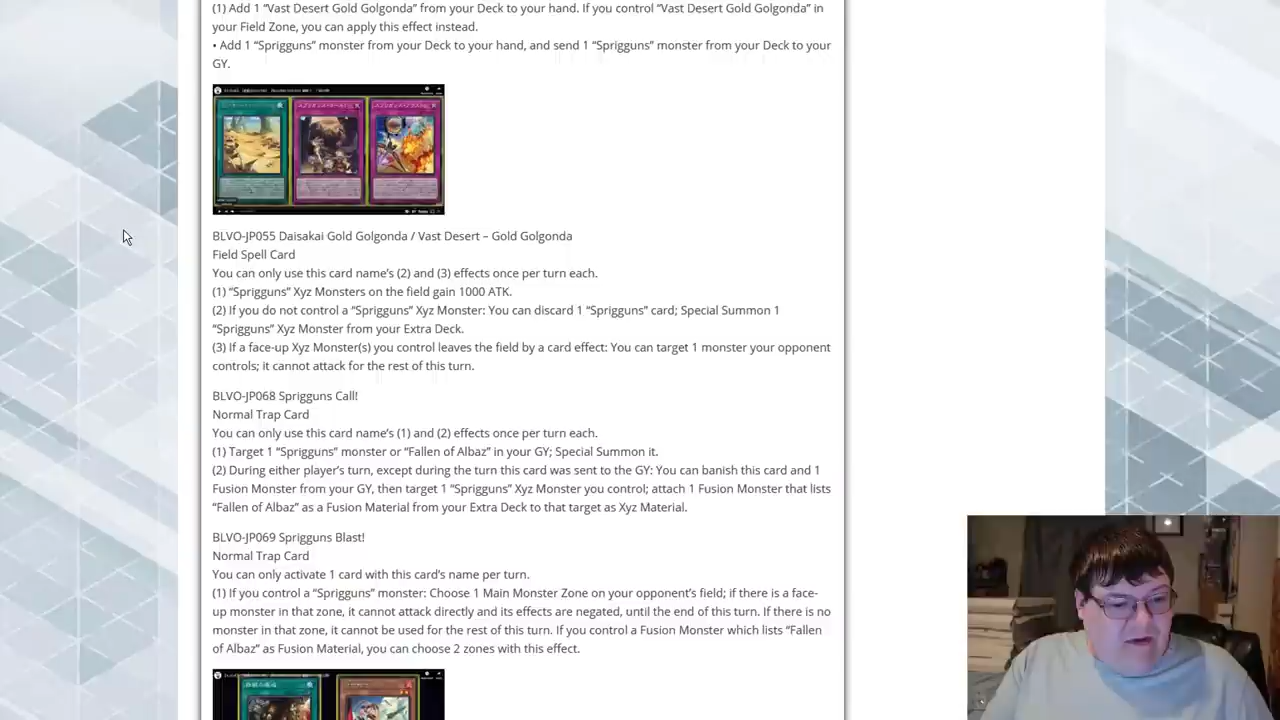 (1) Add 1 “Vast Desert Gold Golgonda” from your Deck to your hand. If you control “Vast Desert Gold Golgonda” in
your Field Zone, you can apply this effect instead.
• Add 1 “Sprigguns” monster from your Deck to your hand, and send 1 “Sprigguns” monster from your Deck to your
GY.
BLVO-JP055 Daisakai Gold Golgonda / Vast Desert – Gold Golgonda
Field Spell Card
You can only use this card name’s (2) and (3) effects once per turn each.
(1) “Sprigguns” Xyz Monsters on the field gain 1000 ATK.
(2) If you do not control a “Sprigguns” Xyz Monster: You can discard 1 “Sprigguns” card; Special Summon 1
“Sprigguns” Xyz Monster from your Extra Deck.
(3) If a face-up Xyz Monster(s) you control leaves the field by a card effect: You can target 1 monster your opponent
controls; it cannot attack for the rest of this turn.
BLVO-JP068 Sprigguns Call!
Normal Trap Card
You can only use this card name’s (1) and (2) effects once per turn each.
(1) Target 1 “Sprigguns” monster or “Fallen of Albaz” in your GY; Special Summon it.
(2) During either player’s turn, except during the turn this card was sent to the GY: You can banish this card and 1
Fusion Monster from your GY, then target 1 “Sprigguns” Xyz Monster you control; attach 1 Fusion Monster that lists
“Fallen of Albaz” as a Fusion Material from your Extra Deck to that target as Xyz Material.
BLVO-JP069 Sprigguns Blast!
Normal Trap Card
You can only activate 1 card with this card’s name per turn.
(1) If you control a “Sprigguns” monster: Choose 1 Main Monster Zone on your opponent’s field; if there is a face-
up monster in that zone, it cannot attack directly and its effects are negated, until the end of this turn. If there is no
monster in that zone, it cannot be used for the rest of this turn. If you control a Fusion Monster which lists “Fallen
of Albaz” as Fusion Material, you can choose 2 zones with this effect.